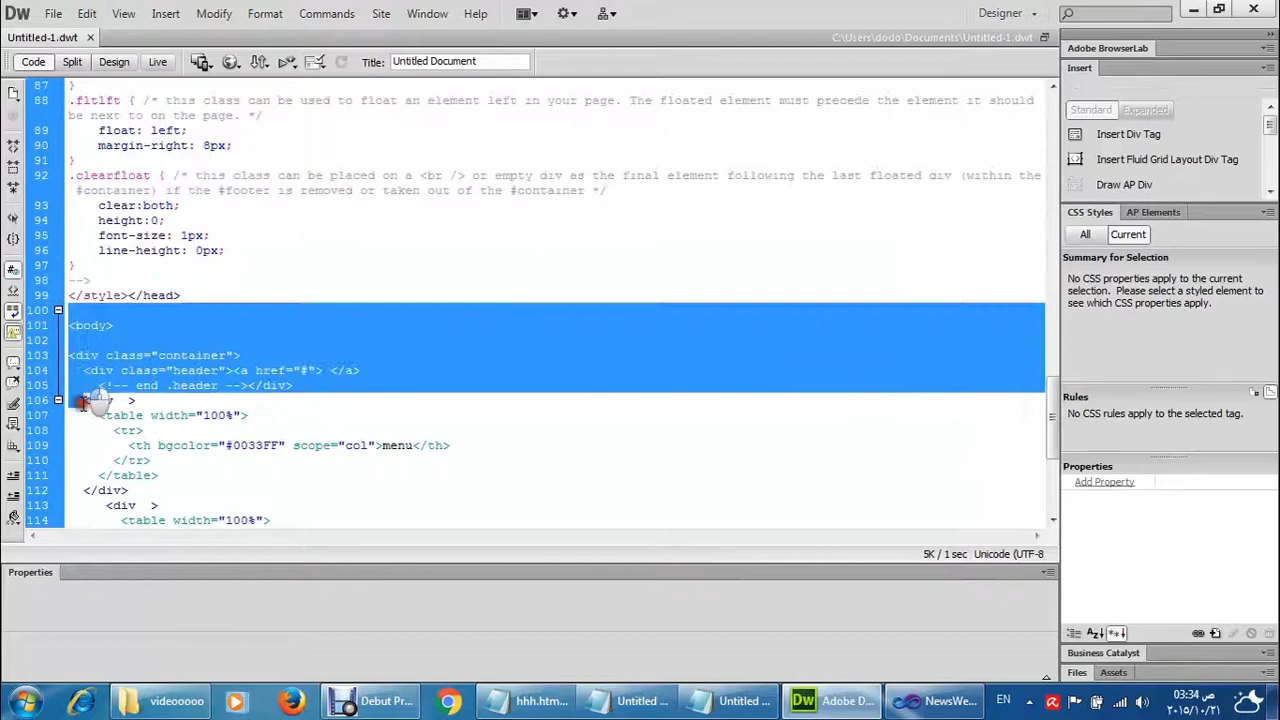 Dw File Edit View Insert Modify Format Commands Site Window Help Designer
Untitled-1.dwt × C:\Users\dodo\Documents\Untitled-1.dwt
Code Split Design Live Title: Untitled Document
87 }
88 .fltlft { /* this class can be used to float an element left in your page. The floated element must precede the element it should
be next to on the page. */
89 float: left;
90 margin-right: 8px;
91 }
92 .clearfloat { /* this class can be placed on a <br /> or empty div as the final element following the last floated div (within the
#container) if the #footer is removed or taken out of the #container */
93 clear:both;
94 height:0;
95 font-size: 1px;
96 line-height: 0px;
97 }
98 -->
99 </style></head>
100
101 <body>
102
103 <div class="container">
104 <div class="header"><a href="#"> </a>
105 <!-- end .header --></div>
106 >
107 <table width="100%">
108 <tr>
109 <th bgcolor="#0033FF" scope="col">menu</th>
110 </tr>
111 </table>
112 </div>
113 <div >
114 <table width="100%">
5K / 1 sec Unicode (UTF-8
Properties
Adobe BrowserLab
Insert
Standard Expanded
Insert Div Tag
Insert Fluid Grid Layout Div Tag
Draw AP Div
CSS Styles AP Elements
All Current
Summary for Selection
No CSS properties apply to the current
selection. Please select a styled element to
see which CSS properties apply.
Rules
No CSS rules apply to the selected tag.
Properties
Add Property
Business Catalyst
Files Assets
videooooo Debut Pr... hhh.htm... Untitled ... Untitled ... Dw Adobe D... NewsWe... EN
03:34 ص
٢٠١٥/١٠/٢١